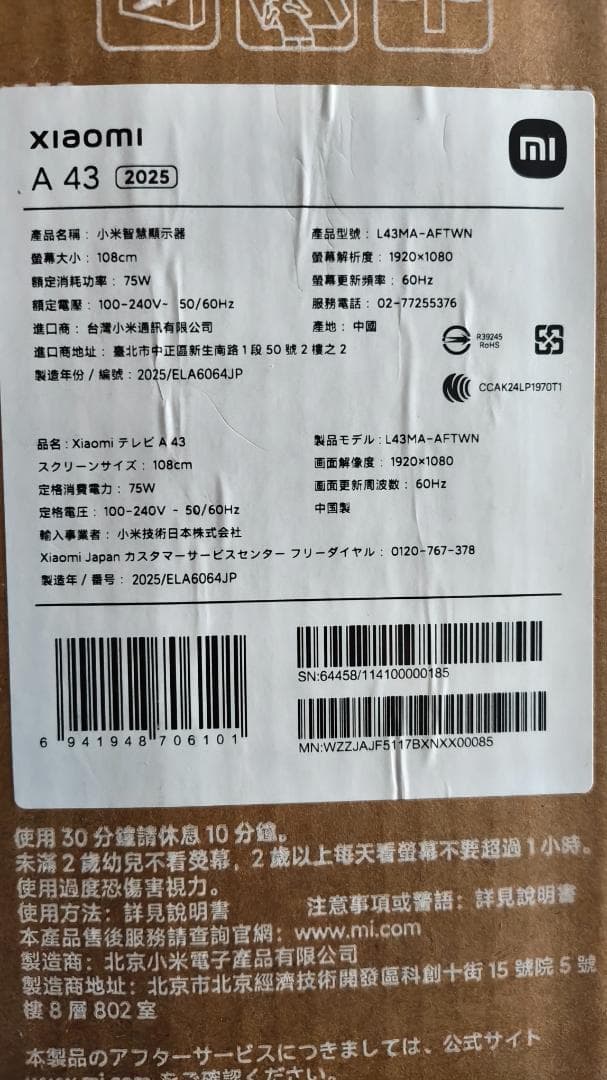 xiaomi
mi
A 43 2025
產品名稱：小米智慧顯示器
產品型號：L43MA-AFTWN
螢幕大小：108cm
螢幕解析度：1920×1080
額定消耗功率：75W
螢幕更新頻率：60Hz
額定電壓：100-240V~ 50/60Hz
服務電話：02-77255376
進口商：台灣小米通訊有限公司
產地：中國
進口商地址：臺北市中正區新生南路1段50號2樓之2
R39245
RoHS
製造年份 / 編號：2025/ELA6064JP
CCAK24LP1970T1
品名：Xiaomi テレビ A 43
製品モデル：L43MA-AFTWN
スクリーンサイズ：108cm
画面解像度：1920×1080
定格消費電力：75W
画面更新周波数：60Hz
定格電圧：100-240V ~ 50/60Hz
中国製
輸入事業者：小米技術日本株式会社
Xiaomi Japan カスタマーサービスセンター フリーダイヤル：0120-767-378
製造年 / 番号：2025/ELA6064JP
6 941948 706101
SN:64458/114100000185
MN:WZZJAJF5117BXNXX00085
使用30分鐘請休息10分鐘。
未滿2歲幼兒不看熒幕，2歲以上每天看螢幕不要超過1小時。
使用過度恐傷害視力。
使用方法：詳見說明書 注意事項或警語：詳見說明書
本產品售後服務請查詢官網：www.mi.com
製造商：北京小米電子產品有限公司
製造商地址：北京市北京經濟技術開發區科創十街15號院5號
樓8層802室
本製品のアフターサービスにつきましては、公式サイト
www.mi.com をご確認ください。